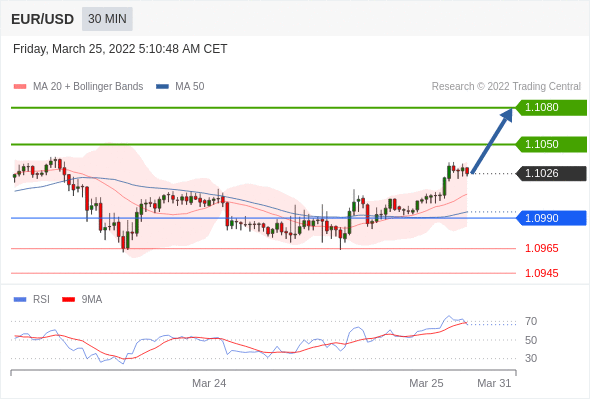 EUR/USD 30 MIN
Friday, March 25, 2022 5:10:48 AM CET
MA 20 + Bollinger Bands MA 50 Research © 2022 Trading Central
1.1080
1.1050
1.1026
1.0990
1.0965
1.0945
RSI 9MA
70
50
30
Mar 24 Mar 25 Mar 31